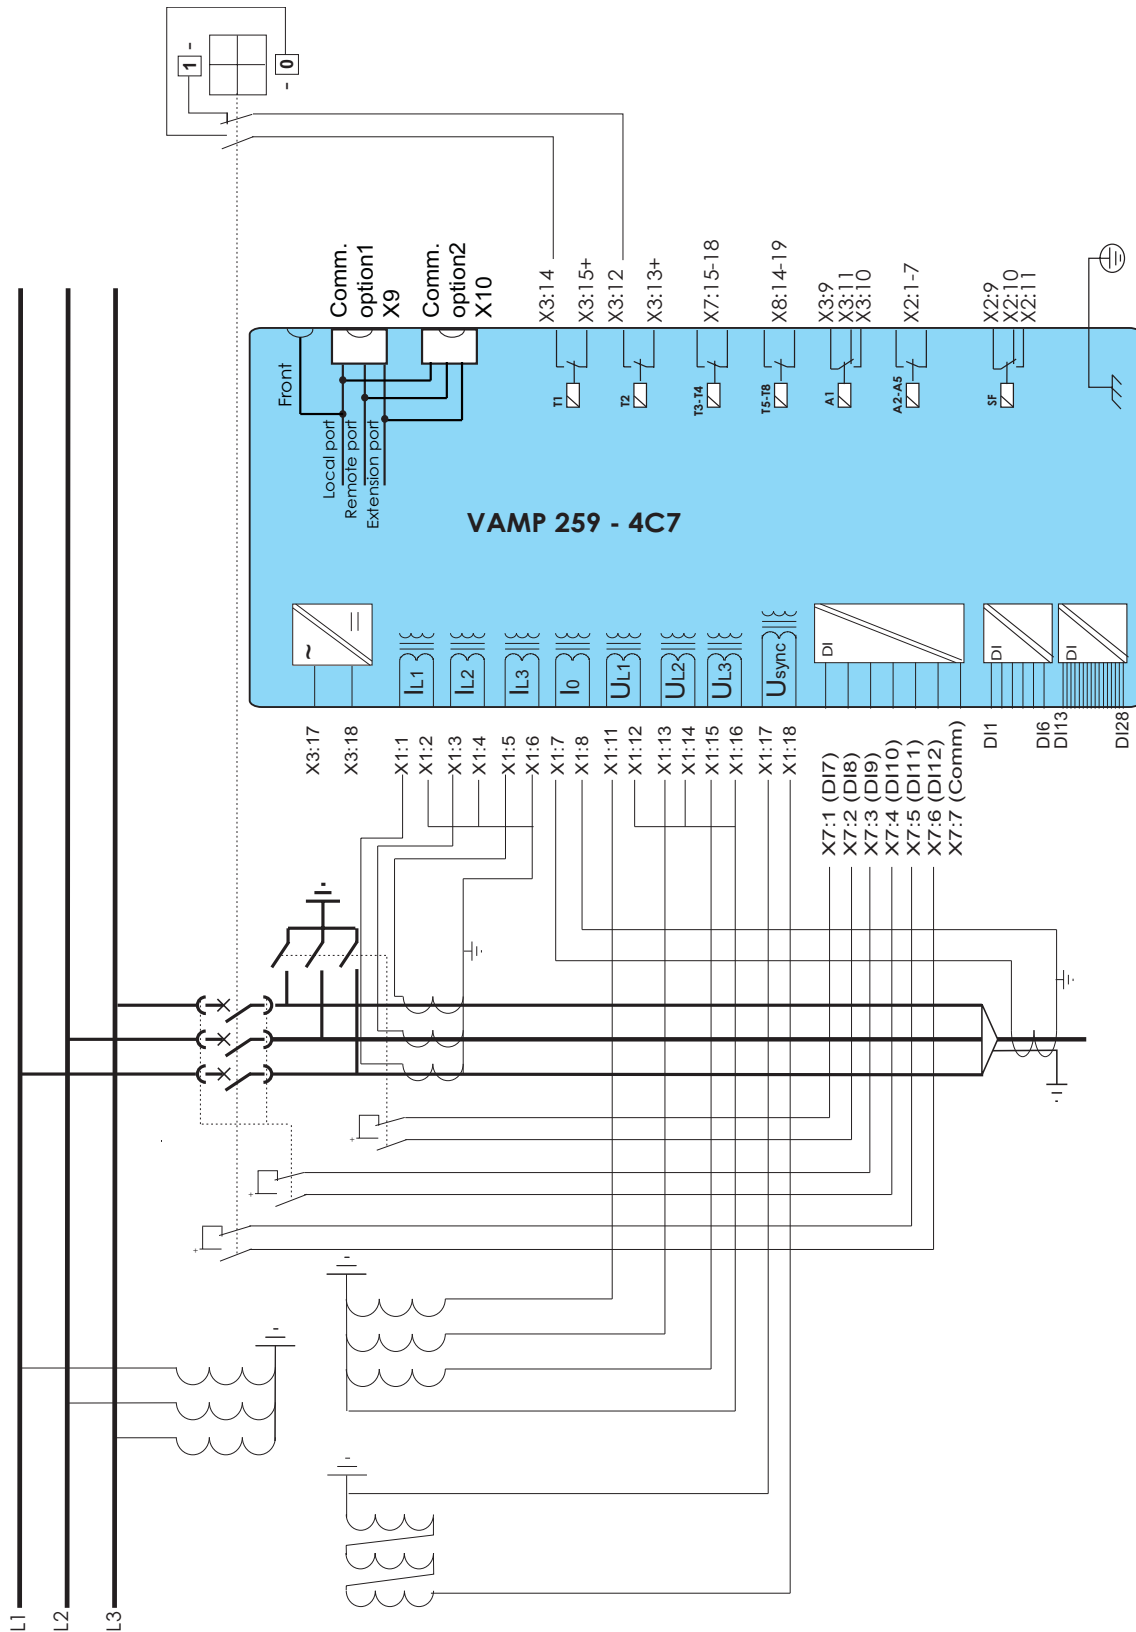 L1
L2
L3
1
-
0
-
Front
Comm.
option1
X9
Comm.
option2
X10
Local port
Remote port
Extension port
VAMP 259 - 4C7
X3:14
X3:15+
X3:12
X3:13+
X7:15-18
X8:14-19
X3:9
X3:11
X3:10
X2:1-7
X2:9
X2:10
X2:11
T1
T2
T3-T4
T5-T8
A1
A2-A5
SF
~
IL1
IL2
IL3
I0
UL1
UL2
UL3
Usync
DI
DI
DI
X3:17
X3:18
X1:1
X1:2
X1:3
X1:4
X1:5
X1:6
X1:7
X1:8
X1:11
X1:12
X1:13
X1:14
X1:15
X1:16
X1:17
X1:18
X7:1 (DI7)
X7:2 (DI8)
X7:3 (DI9)
X7:4 (DI10)
X7:5 (DI11)
X7:6 (DI12)
X7:7 (Comm)
DI1
DI6
DI13
DI28
+
+
+